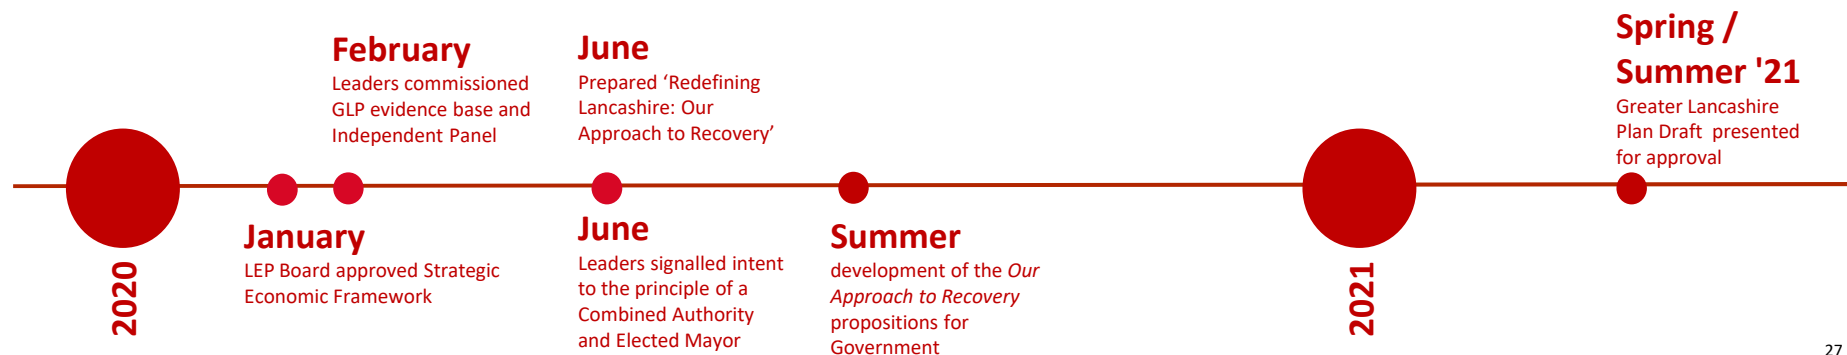 2020
January
LEP Board approved Strategic
Economic Framework
February
Leaders commissioned
GLP evidence base and
Independent Panel
June
Prepared ‘Redefining
Lancashire: Our
Approach to Recovery’
June
Leaders signalled intent
to the principle of a
Combined Authority
and Elected Mayor
Summer
development of the Our
Approach to Recovery
propositions for
Government
2021
Spring /
Summer '21
Greater Lancashire
Plan Draft presented
for approval
27